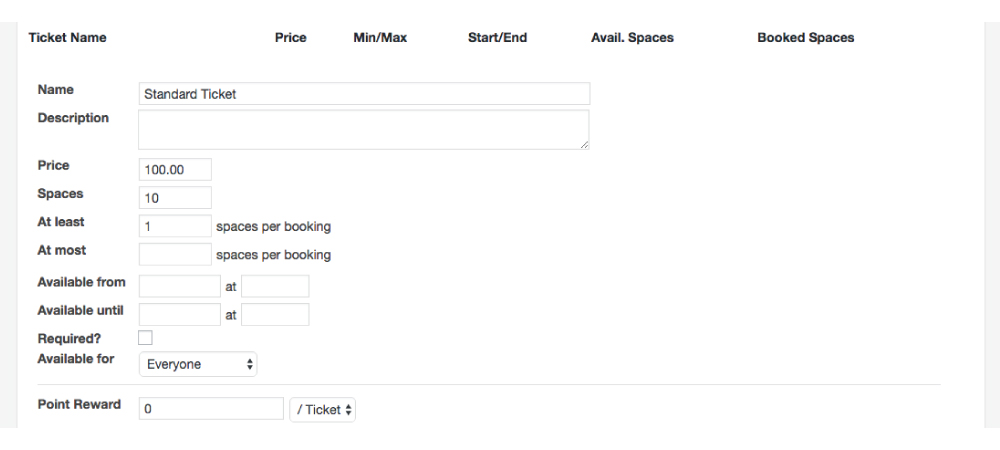 Ticket Name Price Min/Max Start/End Avail. Spaces Booked Spaces
Name Standard Ticket
Description
Price 100.00
Spaces 10
At least 1 spaces per booking
At most spaces per booking
Available from at
Available until at
Required?
Available for Everyone
Point Reward 0 / Ticket